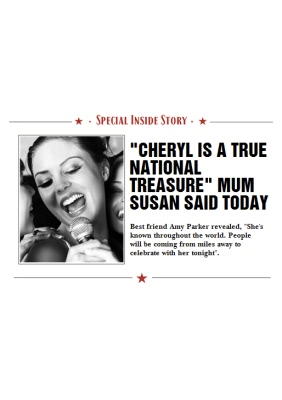 ★ · Special Inside Story · ★
"CHERYL IS A TRUE
NATIONAL
TREASURE" MUM
SUSAN SAID TODAY
Best friend Amy Parker revealed, "She's
known throughout the world. People
will be coming from miles away to
celebrate with her tonight".